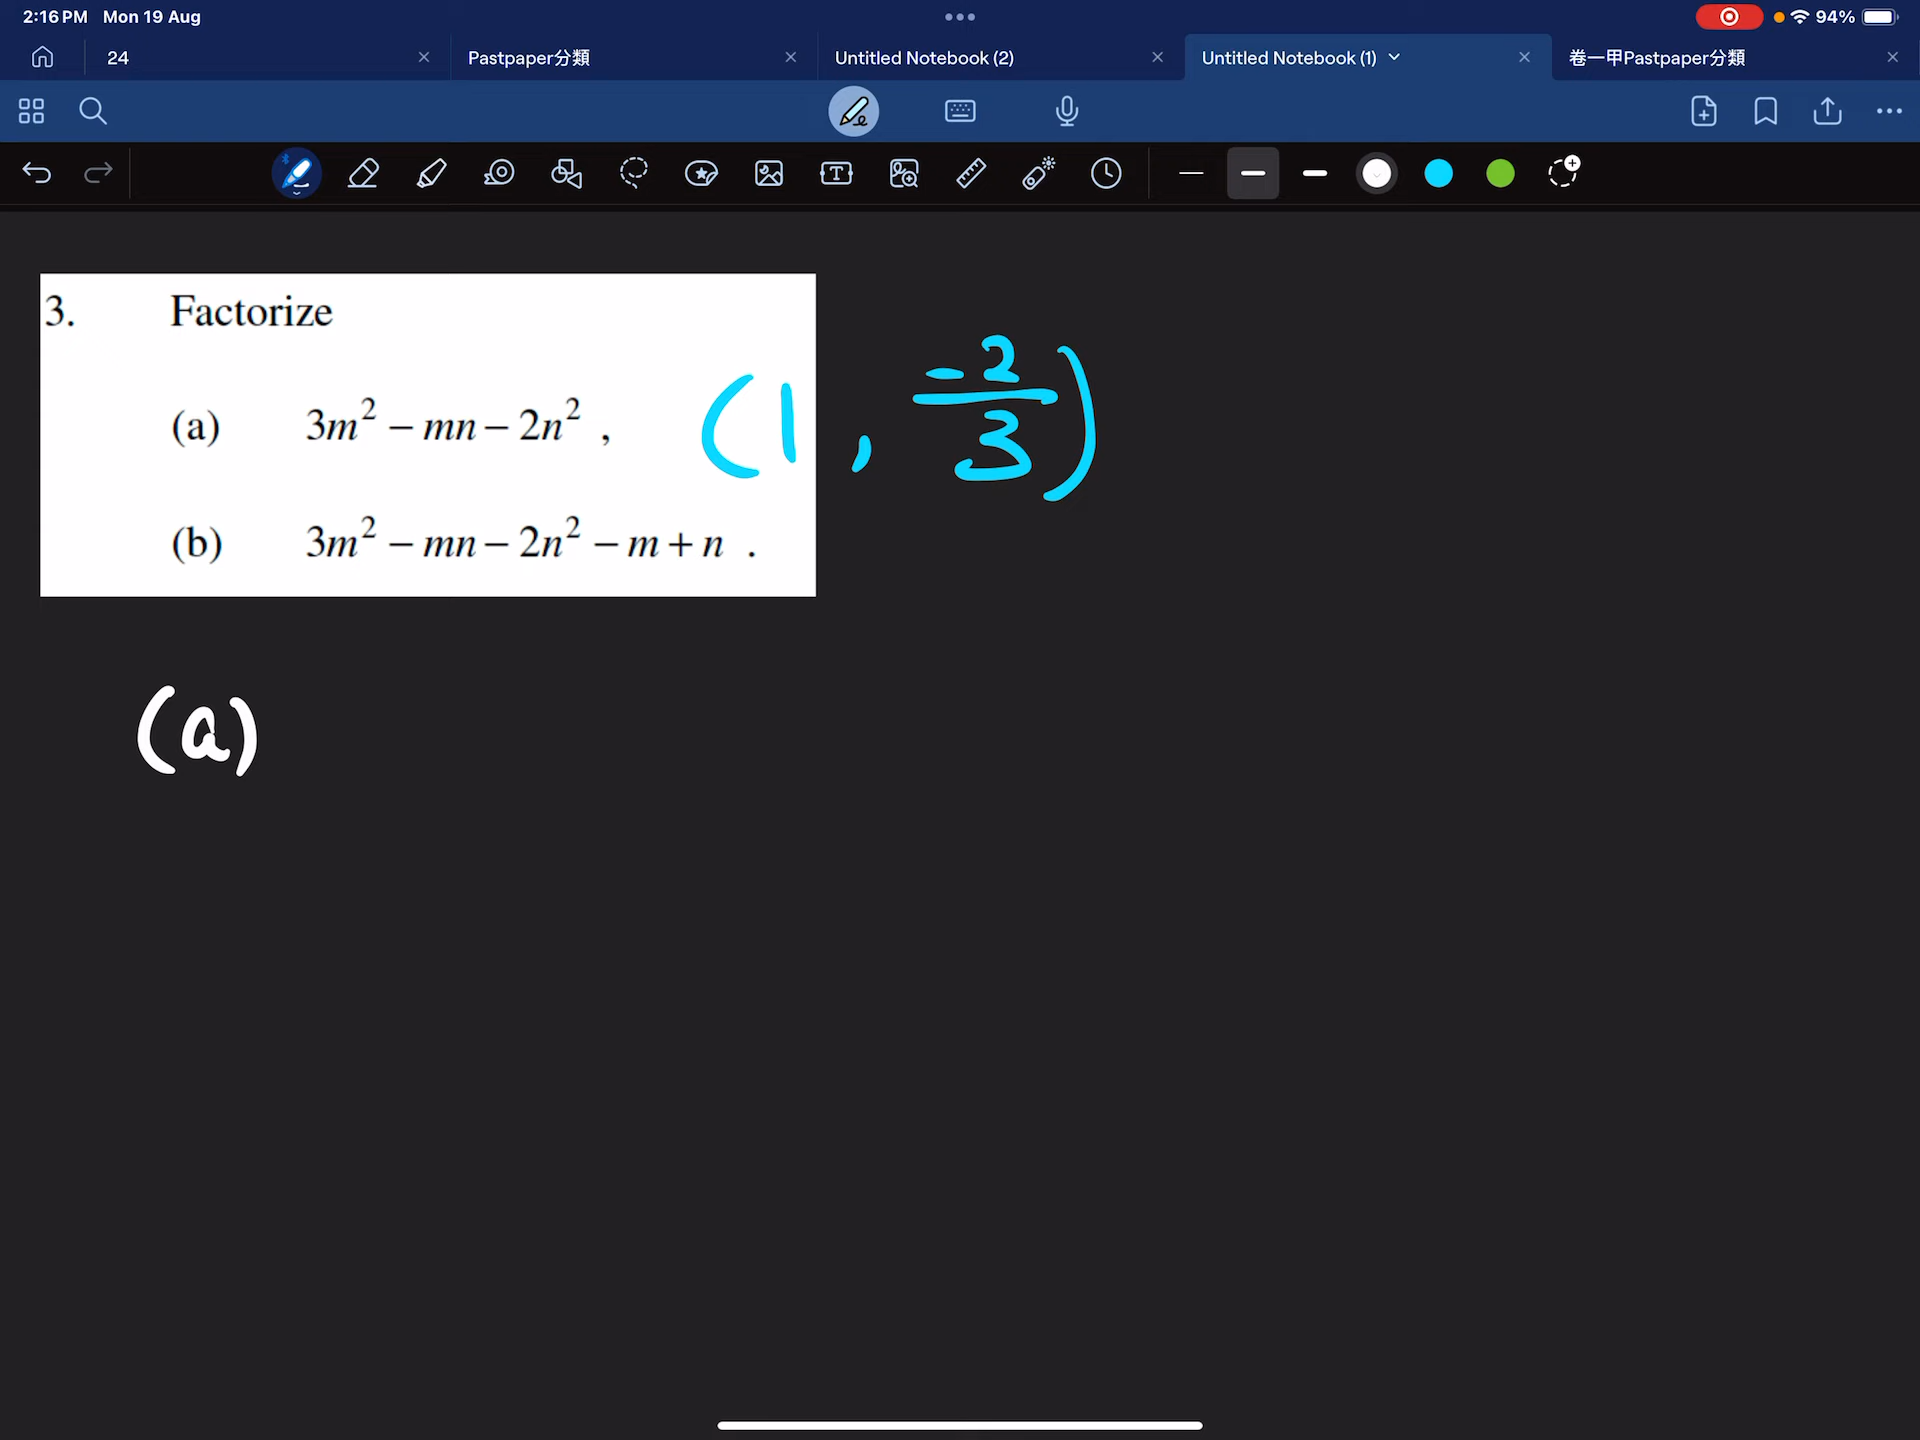 2:16 PM Mon 19 Aug
94%
24
Pastpaper分類
Untitled Notebook (2)
Untitled Notebook (1)
卷一甲Pastpaper分類
3. Factorize
(a) 3m² − mn − 2n² ,
(1, -2/3)
(b) 3m² − mn − 2n² − m + n .
(a)